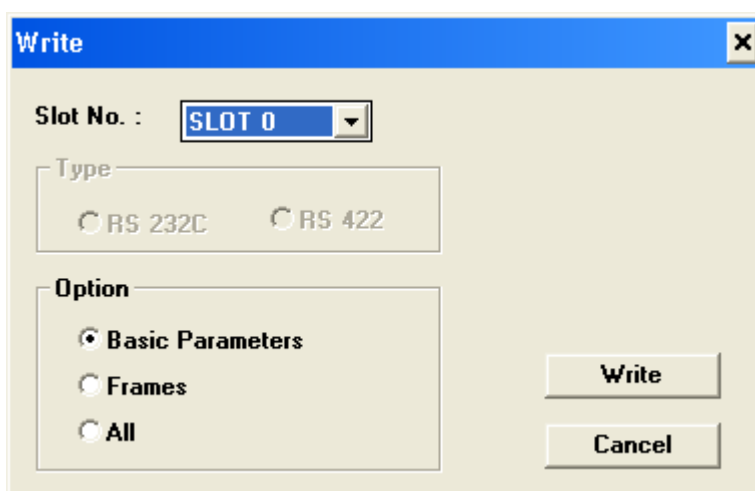 Write
Slot No. : SLOT 0
Type
RS 232C RS 422
Option
Basic Parameters
Frames
All
Write
Cancel